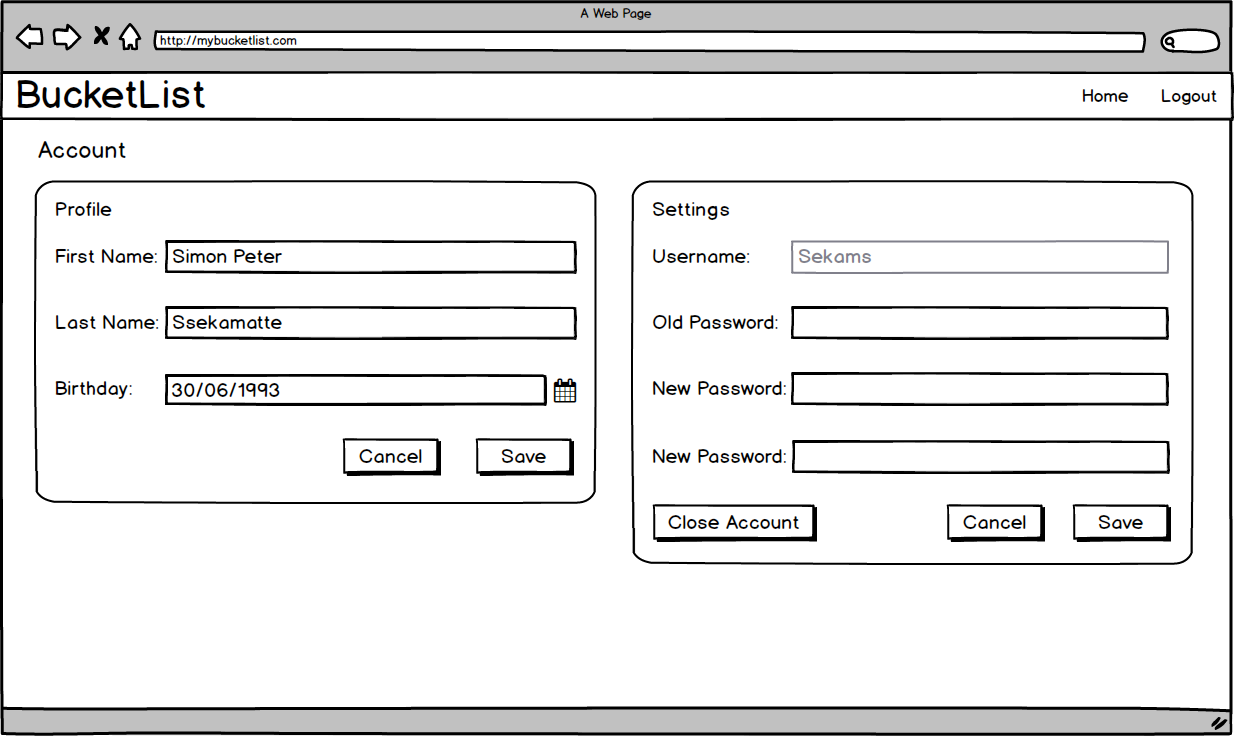 A Web Page
http://mybucketlist.com
BucketList
Home Logout
Account
Profile
First Name: Simon Peter
Last Name: Ssekamatte
Birthday: 30/06/1993
Cancel Save
Settings
Username: Sekams
Old Password:
New Password:
New Password:
Close Account Cancel Save